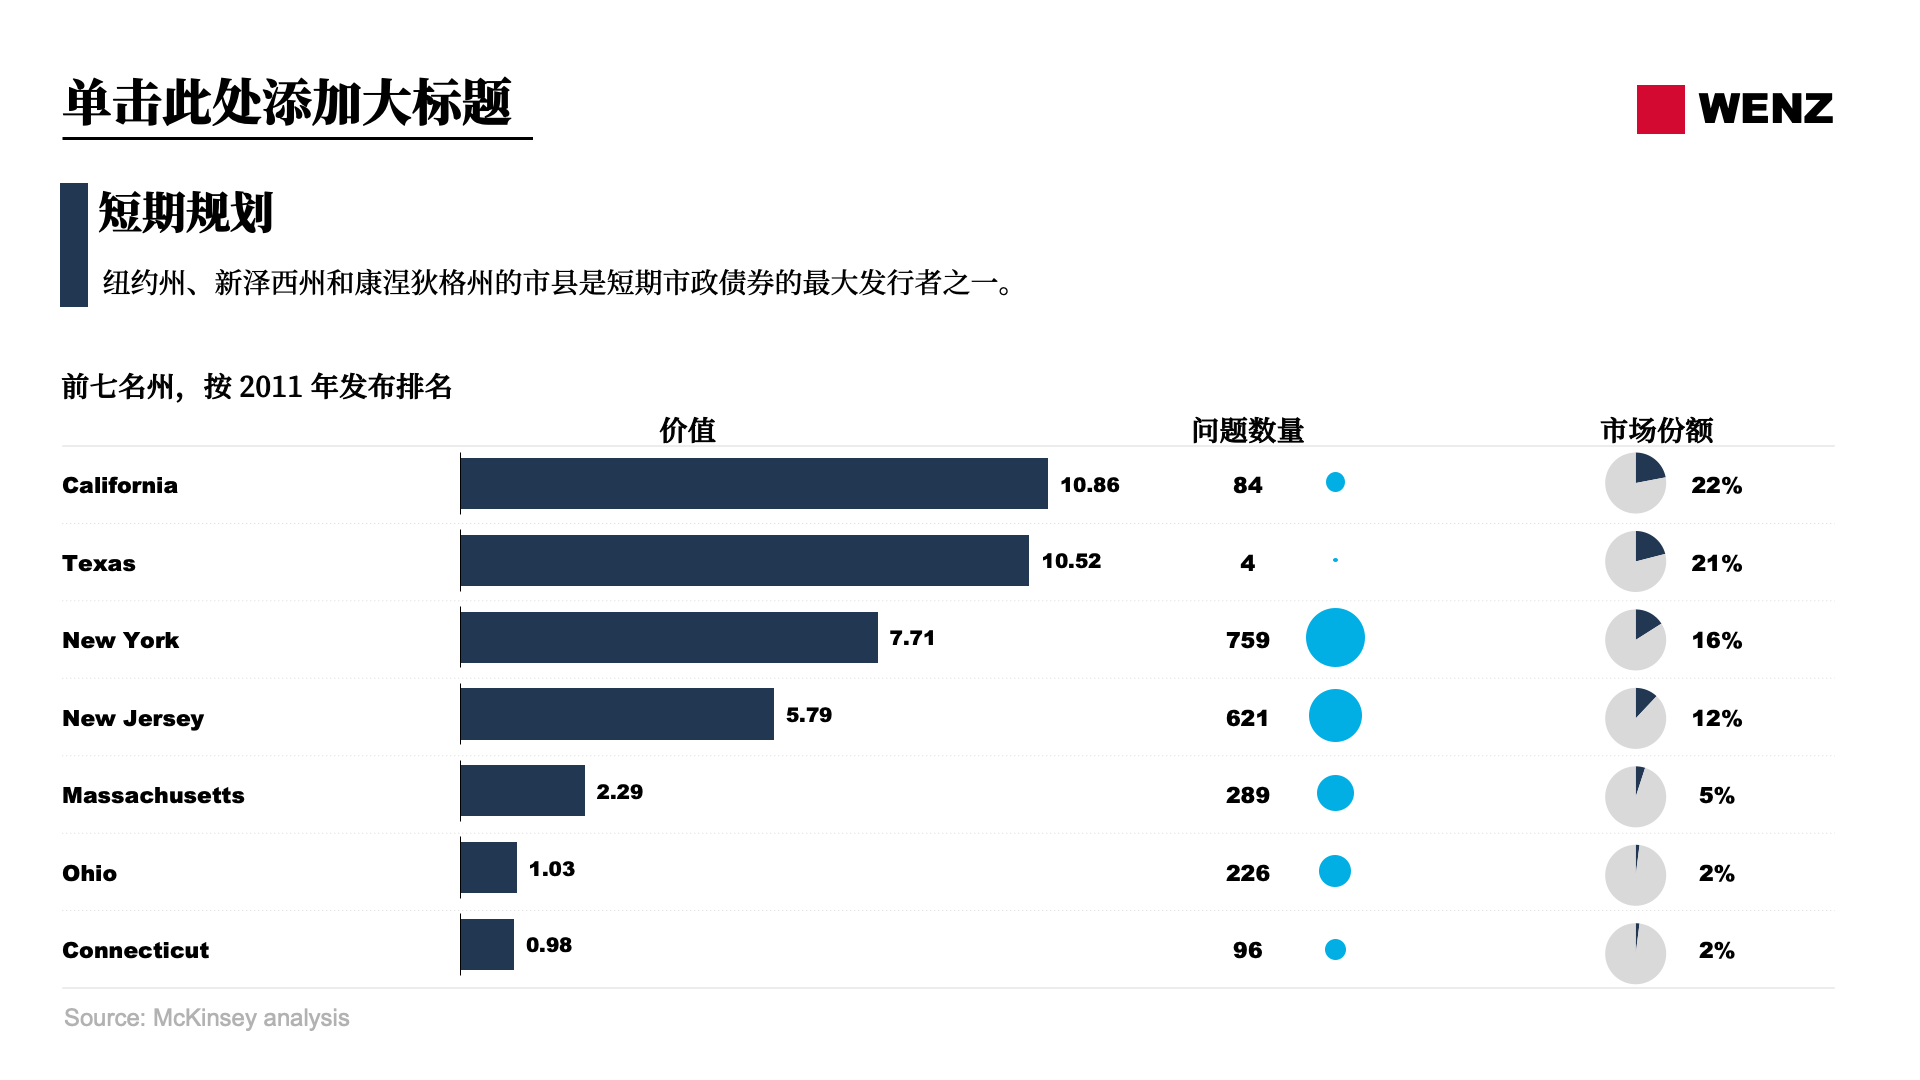 单击此处添加大标题
WENZ
短期规划
纽约州、新泽西州和康涅狄格州的市县是短期市政债券的最大发行者之一。
前七名州，按 2011 年发布排名
价值 问题数量 市场份额
California 10.86 84 22%
Texas 10.52 4 21%
New York 7.71 759 16%
New Jersey 5.79 621 12%
Massachusetts 2.29 289 5%
Ohio 1.03 226 2%
Connecticut 0.98 96 2%
Source: McKinsey analysis